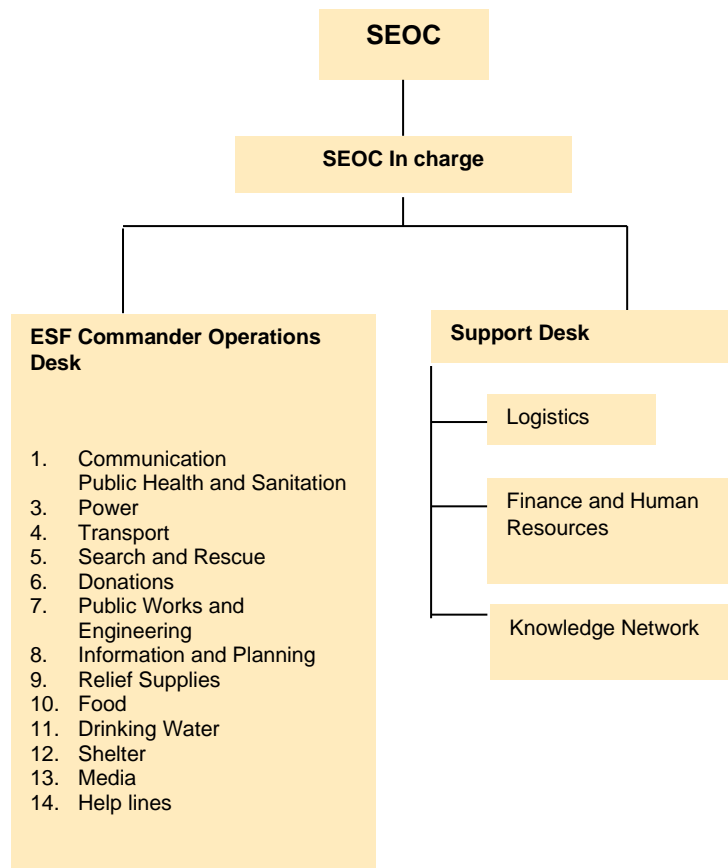 SEOC
SEOC In charge
ESF Commander Operations
Desk
1. Communication
Public Health and Sanitation
3. Power
4. Transport
5. Search and Rescue
6. Donations
7. Public Works and
Engineering
8. Information and Planning
9. Relief Supplies
10. Food
11. Drinking Water
12. Shelter
13. Media
14. Help lines
Support Desk
Logistics
Finance and Human
Resources
Knowledge Network